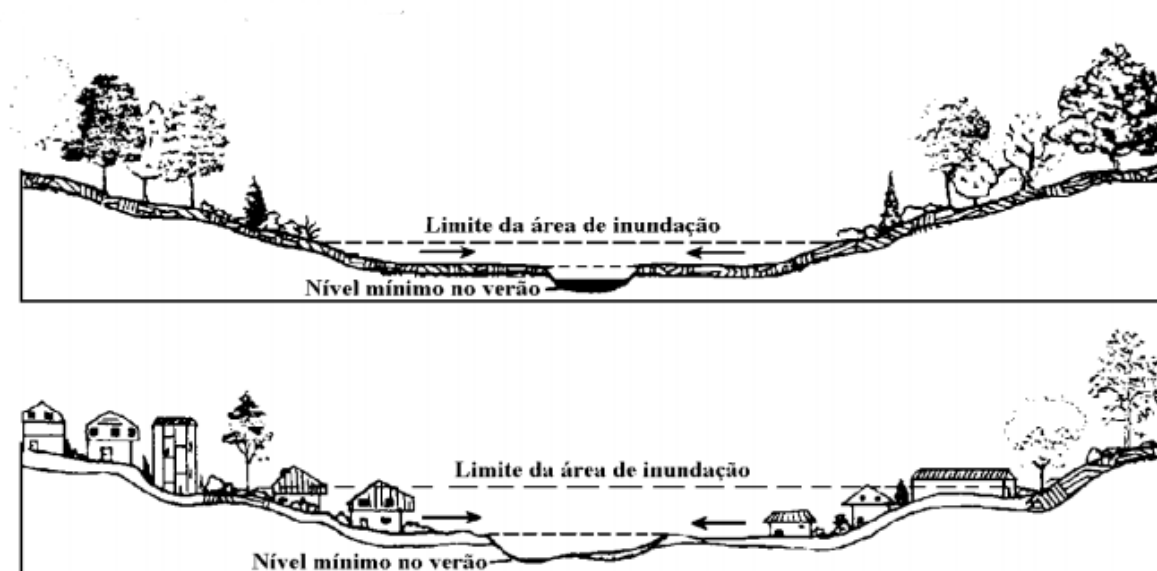 Limite da área de inundação
Nível mínimo no verão
Limite da área de inundação
Nível mínimo no verão